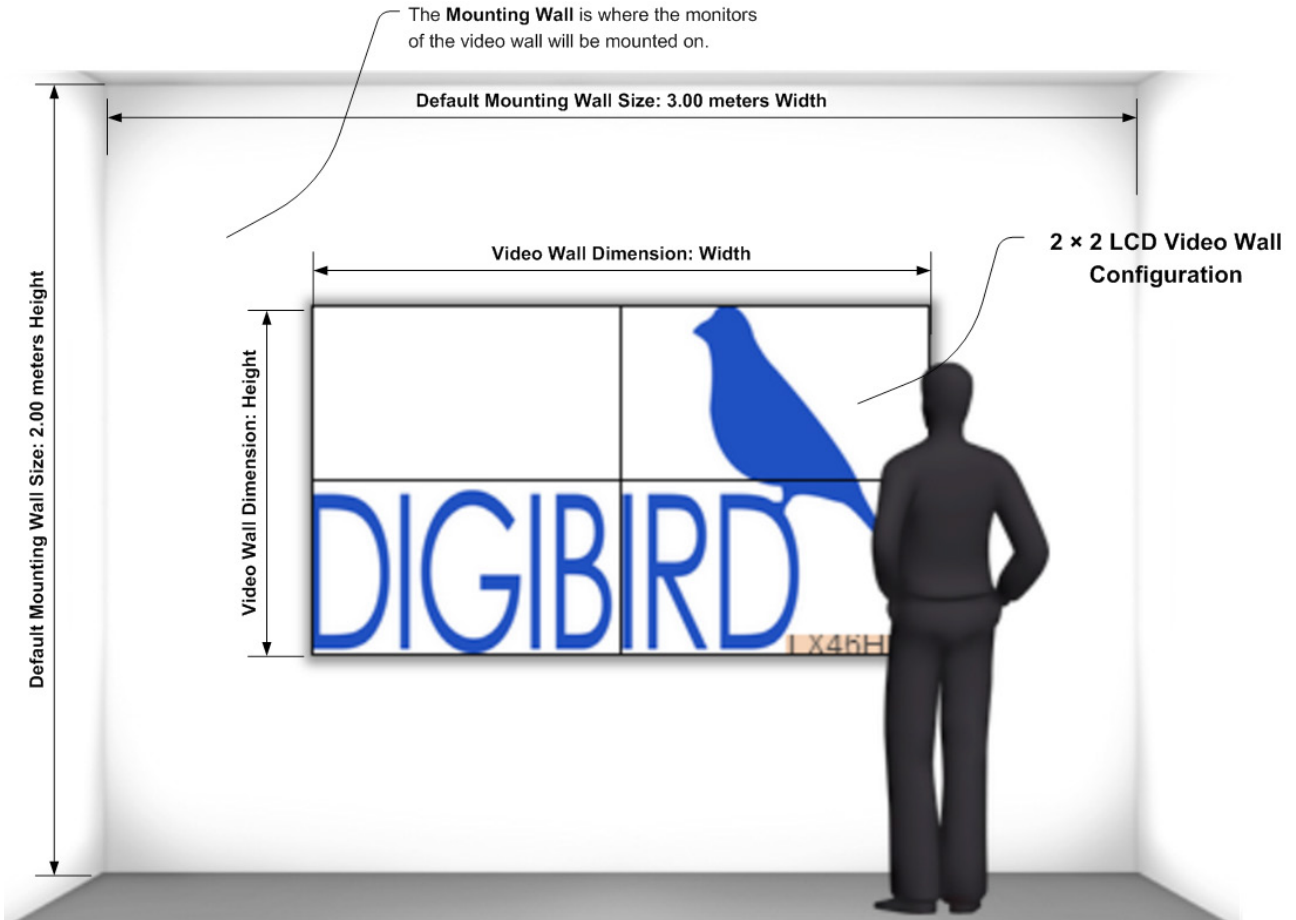 The Mounting Wall is where the monitors
of the video wall will be mounted on.
Default Mounting Wall Size: 3.00 meters Width
Default Mounting Wall Size: 2.00 meters Height
Video Wall Dimension: Width
2 × 2 LCD Video Wall
Configuration
Video Wall Dimension: Height
DIGIBIRD
LX46H